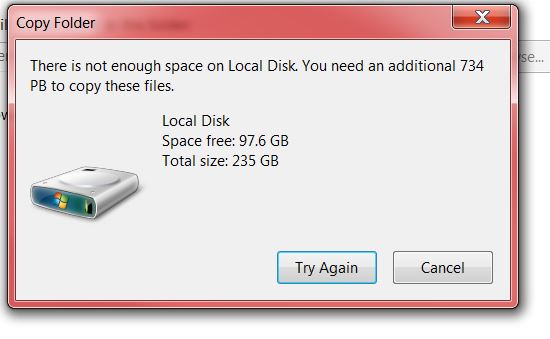 Copy Folder
There is not enough space on Local Disk. You need an additional 734
PB to copy these files.
Local Disk
Space free: 97.6 GB
Total size: 235 GB
Try Again
Cancel